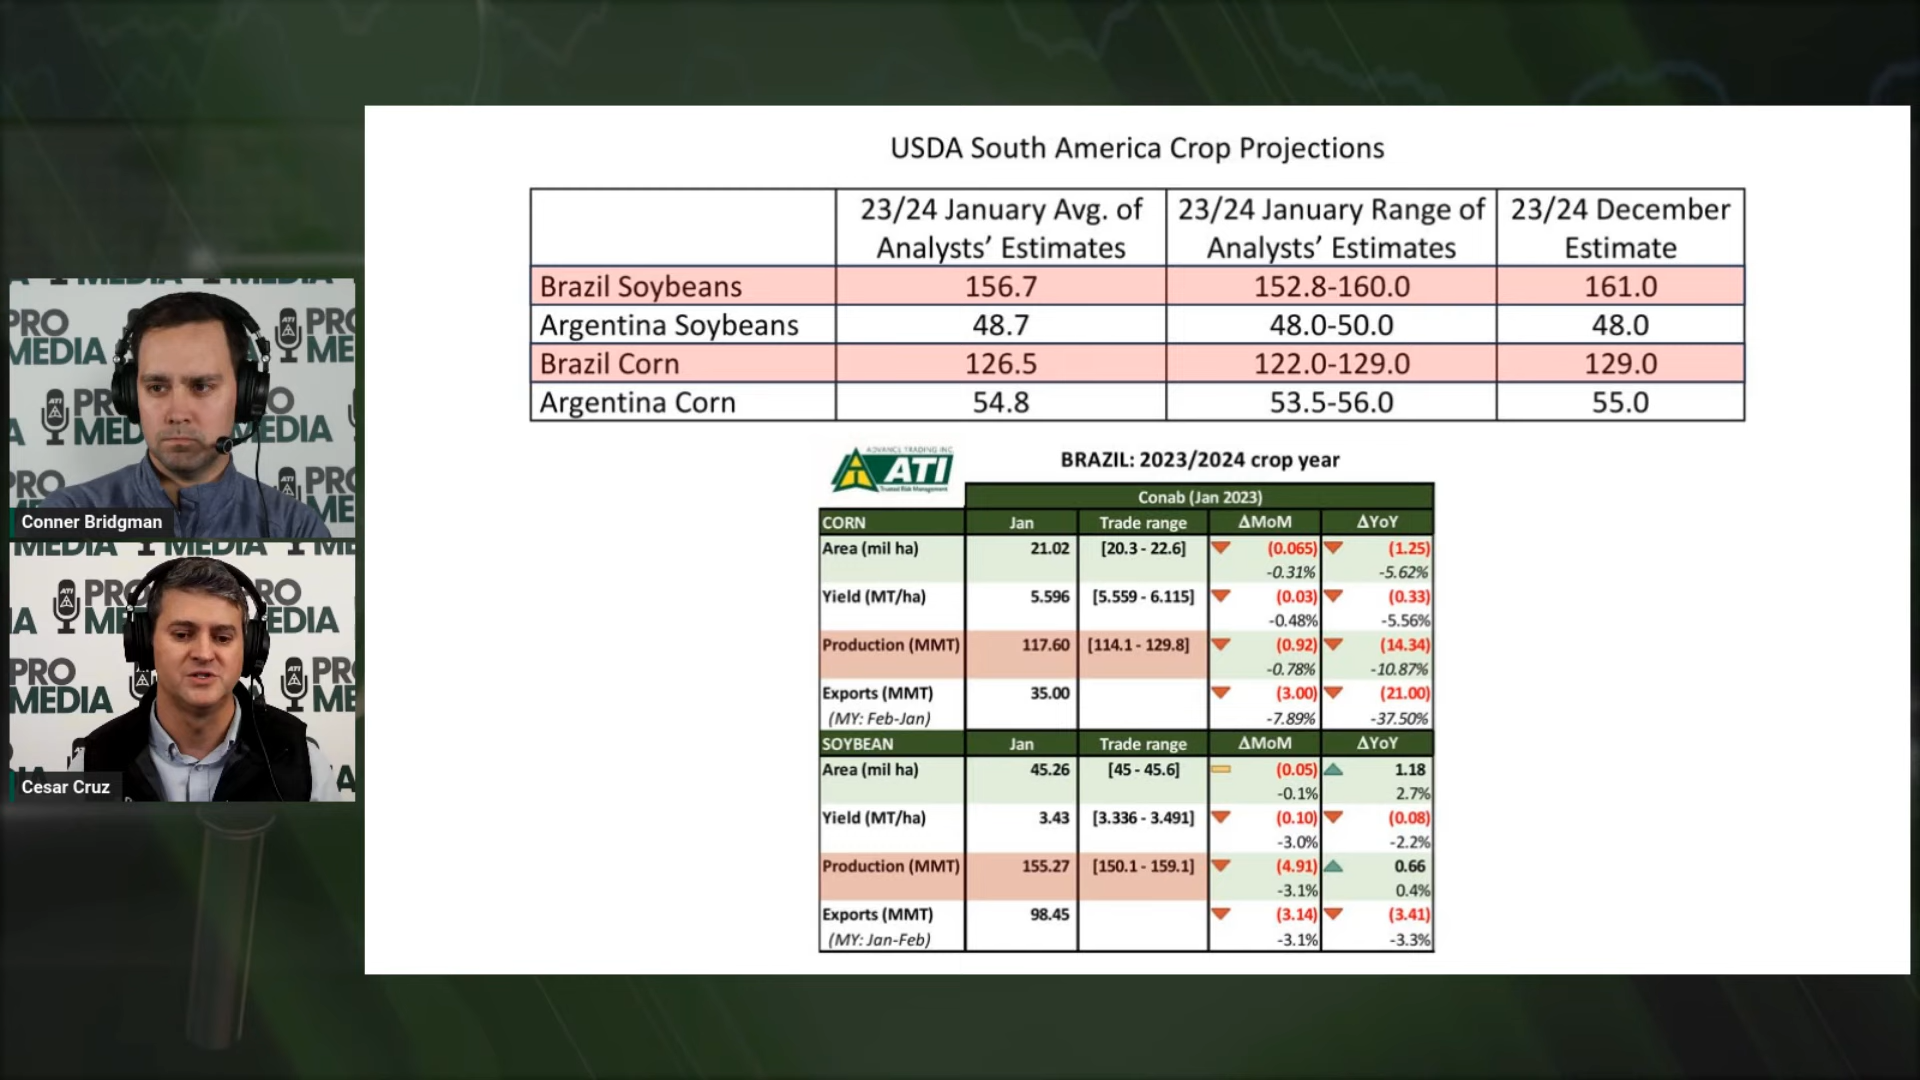 USDA South America Crop Projections
23/24 January Avg. of Analysts' Estimates
23/24 January Range of Analysts' Estimates
23/24 December Estimate
Brazil Soybeans 156.7 152.8-160.0 161.0
Argentina Soybeans 48.7 48.0-50.0 48.0
Brazil Corn 126.5 122.0-129.0 129.0
Argentina Corn 54.8 53.5-56.0 55.0
ADVANCE TRADING INC
ATI
Trusted Risk Management
BRAZIL: 2023/2024 crop year
Conab (Jan 2023)
CORN Jan Trade range ΔMoM ΔYoY
Area (mil ha) 21.02 [20.3 - 22.6] (0.065) (1.25)
-0.31% -5.62%
Yield (MT/ha) 5.596 [5.559 - 6.115] (0.03) (0.33)
-0.48% -5.56%
Production (MMT) 117.60 [114.1 - 129.8] (0.92) (14.34)
-0.78% -10.87%
Exports (MMT) 35.00 (3.00) (21.00)
(MY: Feb-Jan) -7.89% -37.50%
SOYBEAN Jan Trade range ΔMoM ΔYoY
Area (mil ha) 45.26 [45 - 45.6] (0.05) 1.18
-0.1% 2.7%
Yield (MT/ha) 3.43 [3.336 - 3.491] (0.10) (0.08)
-3.0% -2.2%
Production (MMT) 155.27 [150.1 - 159.1] (4.91) 0.66
-3.1% 0.4%
Exports (MMT) 98.45 (3.14) (3.41)
(MY: Jan-Feb) -3.1% -3.3%
PRO
MEDIA
Conner Bridgman
PRO
MEDIA
Cesar Cruz